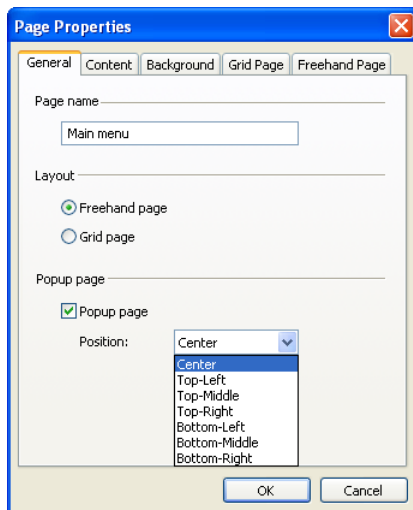 Page Properties
General Content Background Grid Page Freehand Page
Page name
Main menu
Layout
Freehand page
Grid page
Popup page
Popup page
Position: Center
Center
Top-Left
Top-Middle
Top-Right
Bottom-Left
Bottom-Middle
Bottom-Right
OK Cancel